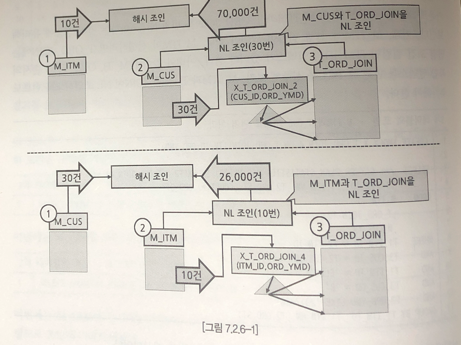 10건
해시 조인
70,000건
M_CUS와 T_ORD_JOIN을
NL 조인
1
M_ITM
2
M_CUS
NL 조인(30번)
3
T_ORD_JOIN
30건
X_T_ORD_JOIN_2
(CUS_ID,ORD_YMD)
30건
해시 조인
26,000건
M_ITM과 T_ORD_JOIN을
NL 조인
1
M_CUS
2
M_ITM
NL 조인(10번)
3
T_ORD_JOIN
10건
X_T_ORD_JOIN_4
(ITM_ID,ORD_YMD)
[그림 7.2.6-1]